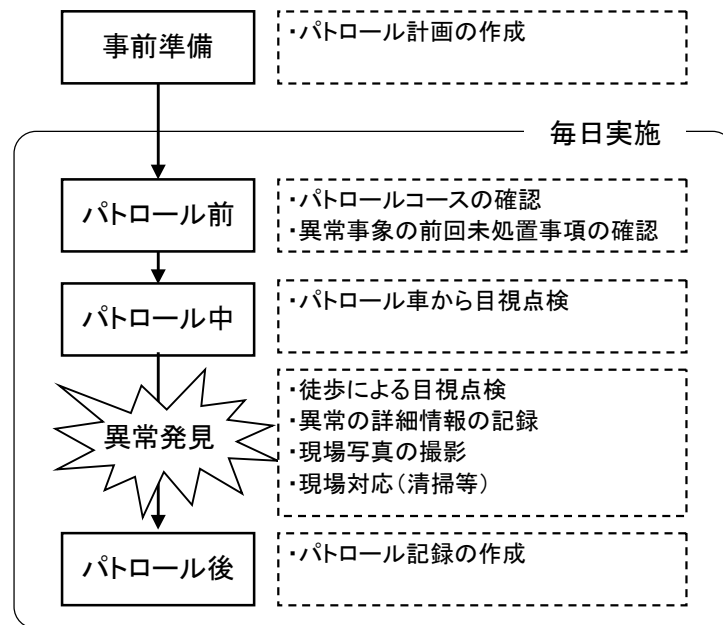 事前準備
・パトロール計画の作成
毎日実施
パトロール前
・パトロールコースの確認
・異常事象の前回未処置事項の確認
パトロール中
・パトロール車から目視点検
異常発見
・徒歩による目視点検
・異常の詳細情報の記録
・現場写真の撮影
・現場対応（清掃等）
パトロール後
・パトロール記録の作成